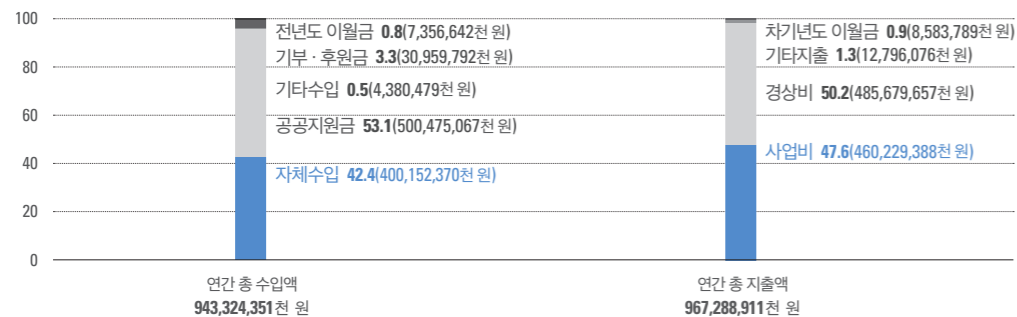 100
80
60
40
20
0
전년도 이월금 0.8(7,356,642천 원)
기부·후원금 3.3(30,959,792천 원)
기타수입 0.5(4,380,479천 원)
공공지원금 53.1(500,475,067천 원)
자체수입 42.4(400,152,370천 원)
차기년도 이월금 0.9(8,583,789천 원)
기타지출 1.3(12,796,076천 원)
경상비 50.2(485,679,657천 원)
사업비 47.6(460,229,388천 원)
연간 총 수입액
943,324,351천 원
연간 총 지출액
967,288,911천 원